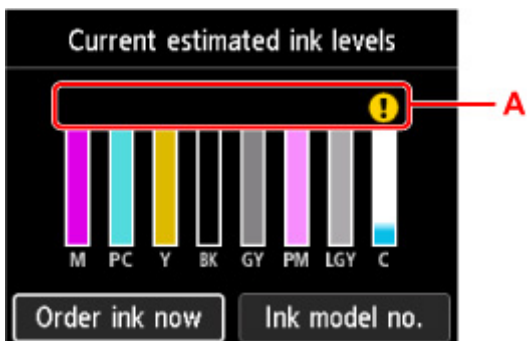 Current estimated ink levels
! A
M PC Y BK GY PM LGY C
Order ink now Ink model no.